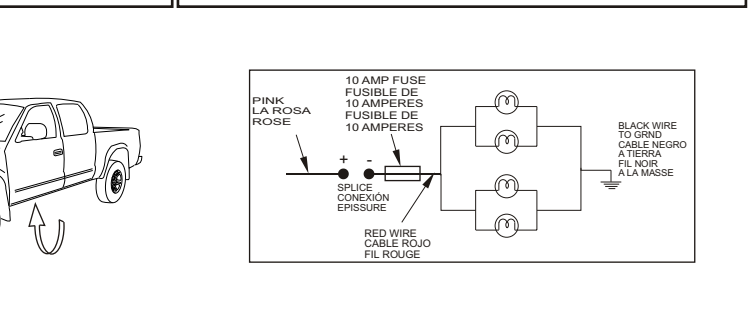 10 AMP FUSE
FUSIBLE DE
10 AMPERES
FUSIBLE DE
10 AMPERES
PINK
LA ROSA
ROSE
+ -
SPLICE
CONEXIÓN
EPISSURE
RED WIRE
CABLE ROJO
FIL ROUGE
BLACK WIRE
TO GRND
CABLE NEGRO
A TIERRA
FIL NOIR
A LA MASSE